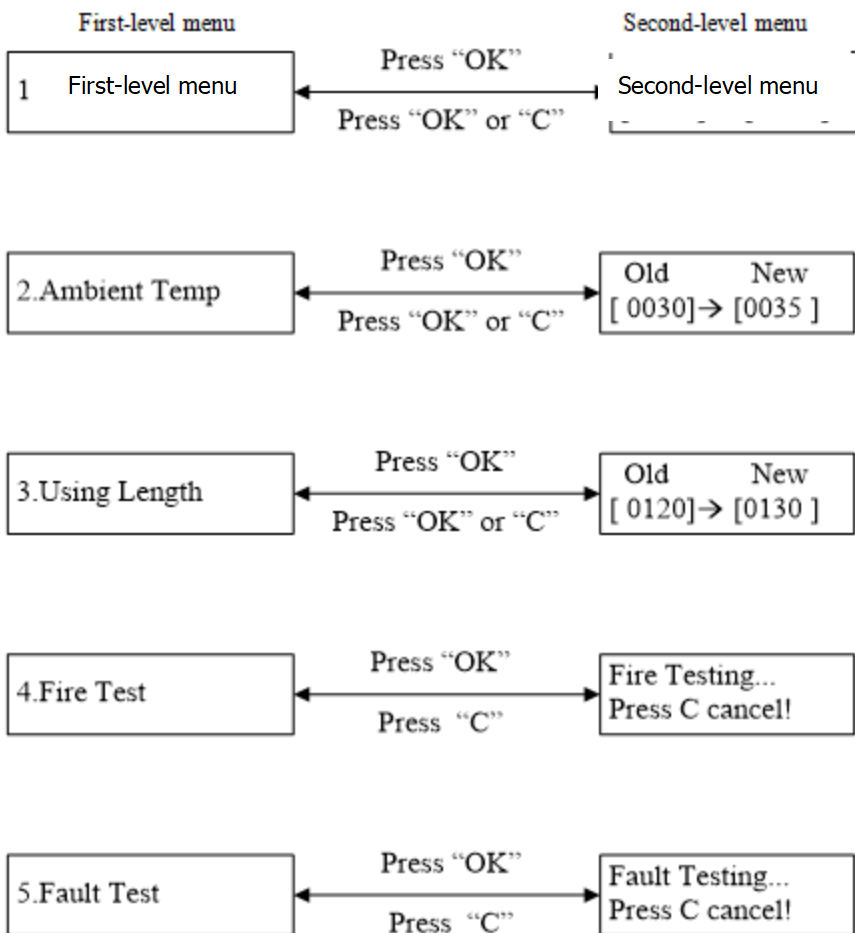 First-level menu Second-level menu
Press “OK”
1 First-level menu Second-level menu
Press “OK” or “C”
Press “OK”
2.Ambient Temp Old New
[ 0030]→ [0035 ]
Press “OK” or “C”
Press “OK”
3.Using Length Old New
[ 0120]→ [0130 ]
Press “OK” or “C”
Press “OK”
4.Fire Test Fire Testing...
Press C cancel!
Press “C”
Press “OK”
5.Fault Test Fault Testing...
Press C cancel!
Press “C”